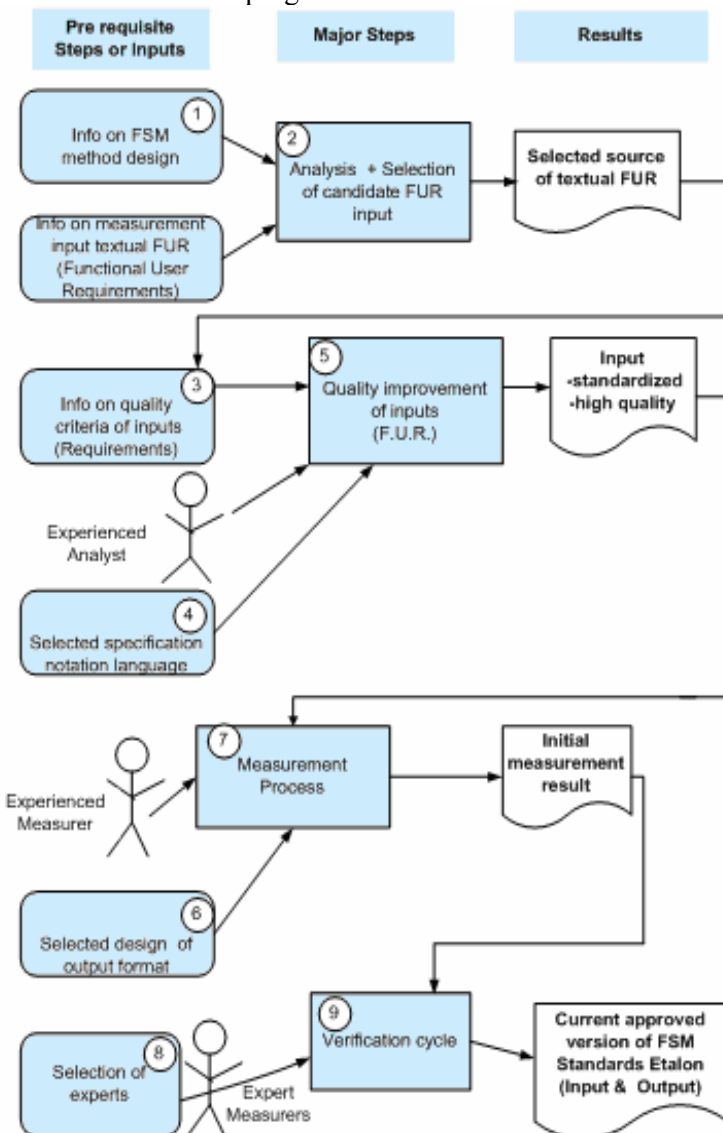 Pre requisite
Steps or Inputs
Major Steps
Results
1
Info on FSM
method design
2
Analysis + Selection
of candidate FUR
input
Selected source
of textual FUR
Info on measurement
input textual FUR
(Functional User
Requirements)
3
Info on quality
criteria of inputs
(Requirements)
5
Quality improvement
of inputs
(F.U.R.)
Input
-standardized
-high quality
Experienced
Analyst
4
Selected specification
notation language
7
Measurement
Process
Initial
measurement
result
Experienced
Measurer
6
Selected design of
output format
8
Selection of
experts
Expert
Measurers
9
Verification cycle
Current approved
version of FSM
Standards Etalon
(Input & Output)